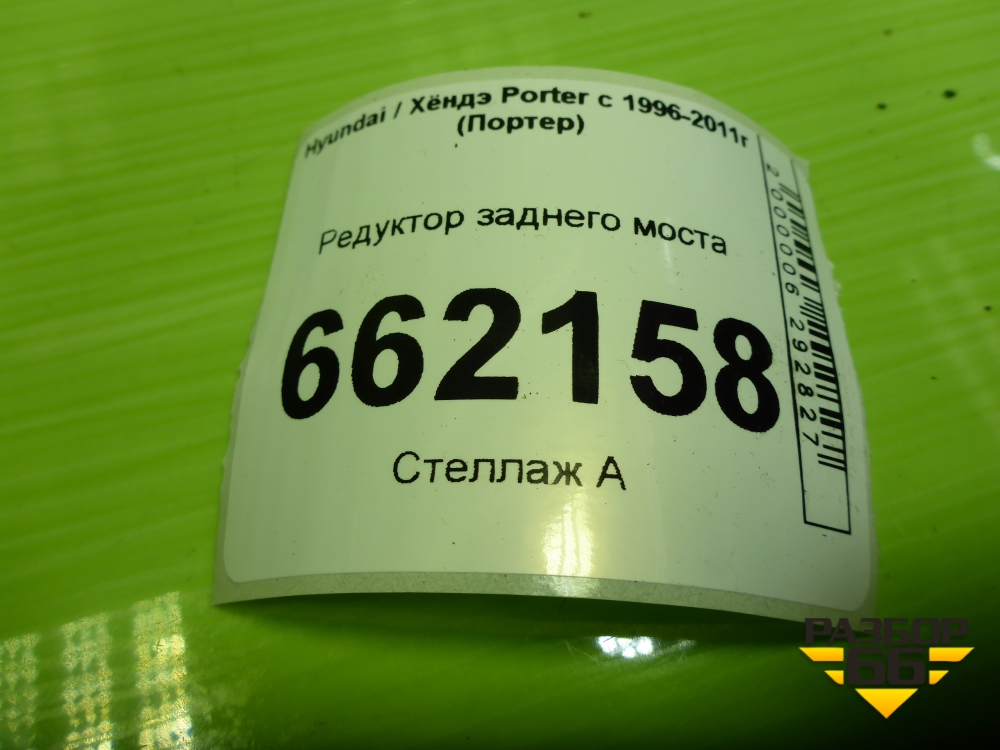 Hyundai / Хёндэ Porter с 1996-2011г
(Портер)
Редуктор заднего моста
662158
Стеллаж А
2000006292827
РАЗБОР
66